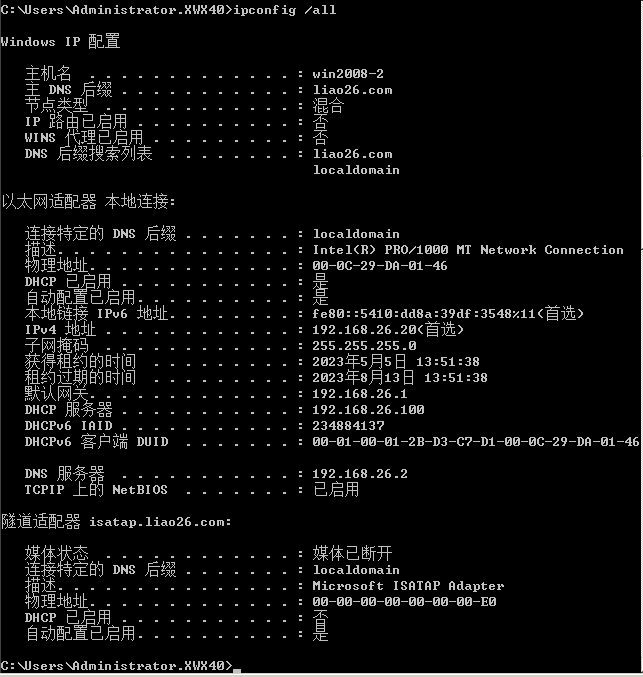 C:\Users\Administrator.XWX40>ipconfig /all
Windows IP 配置
主机名 . . . . . . . . . . . . . : win2008-2
主 DNS 后缀 . . . . . . . . . . . : liao26.com
节点类型 . . . . . . . . . . . . : 混合
IP 路由已启用 . . . . . . . . . . : 否
WINS 代理已启用 . . . . . . . . . : 否
DNS 后缀搜索列表 . . . . . . . . : liao26.com
localdomain
以太网适配器 本地连接:
连接特定的 DNS 后缀 . . . . . . . : localdomain
描述. . . . . . . . . . . . . . . : Intel(R) PRO/1000 MT Network Connection
物理地址. . . . . . . . . . . . . : 00-0C-29-DA-01-46
DHCP 已启用 . . . . . . . . . . . : 是
自动配置已启用. . . . . . . . . . : 是
本地链接 IPv6 地址. . . . . . . . : fe80::5410:dd8a:39df:3548%11(首选)
IPv4 地址 . . . . . . . . . . . . : 192.168.26.20(首选)
子网掩码 . . . . . . . . . . . . : 255.255.255.0
获得租约的时间 . . . . . . . . . : 2023年5月5日 13:51:38
租约过期的时间 . . . . . . . . . : 2023年8月13日 13:51:38
默认网关. . . . . . . . . . . . . : 192.168.26.1
DHCP 服务器 . . . . . . . . . . . : 192.168.26.100
DHCPv6 IAID . . . . . . . . . . . : 234884137
DHCPv6 客户端 DUID . . . . . . . : 00-01-00-01-2B-D3-C7-D1-00-0C-29-DA-01-46
DNS 服务器 . . . . . . . . . . . : 192.168.26.2
TCPIP 上的 NetBIOS . . . . . . . : 已启用
隧道适配器 isatap.liao26.com:
媒体状态 . . . . . . . . . . . . : 媒体已断开
连接特定的 DNS 后缀 . . . . . . . : localdomain
描述. . . . . . . . . . . . . . . : Microsoft ISATAP Adapter
物理地址. . . . . . . . . . . . . : 00-00-00-00-00-00-00-E0
DHCP 已启用 . . . . . . . . . . . : 否
自动配置已启用. . . . . . . . . . : 是
C:\Users\Administrator.XWX40>